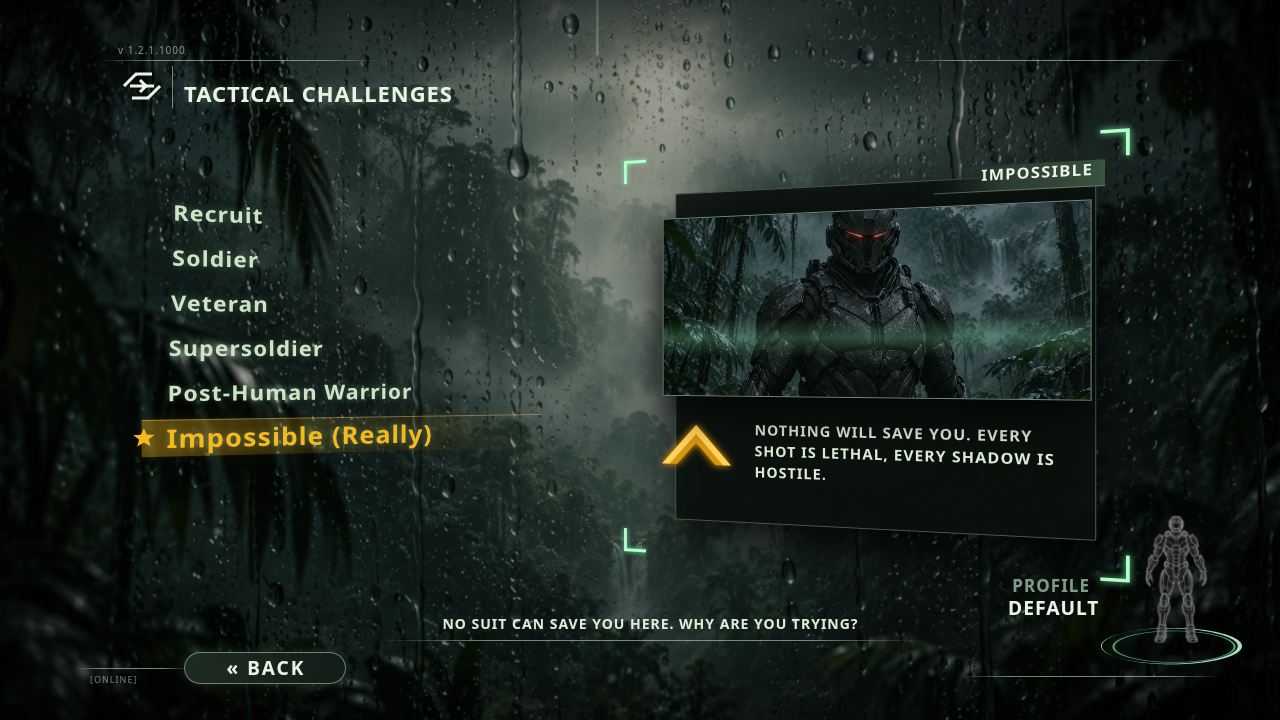 v 1.2.1.1000
TACTICAL CHALLENGES
Recruit
Soldier
Veteran
Supersoldier
Post-Human Warrior
Impossible (Really)
IMPOSSIBLE
NOTHING WILL SAVE YOU. EVERY
SHOT IS LETHAL, EVERY SHADOW IS
HOSTILE.
PROFILE
DEFAULT
NO SUIT CAN SAVE YOU HERE. WHY ARE YOU TRYING?
« BACK
[ONLINE]